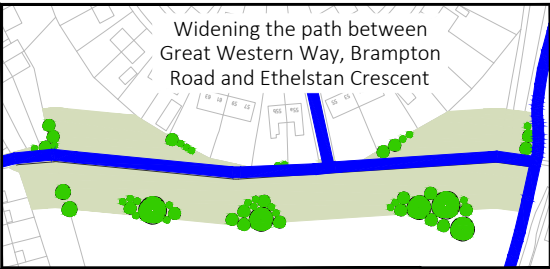 Widening the path between
Great Western Way, Brampton
Road and Ethelstan Crescent